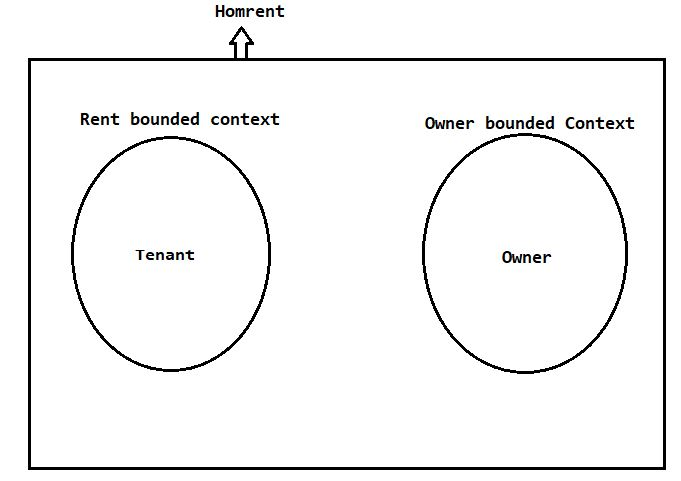 Homrent
Rent bounded context
Owner bounded Context
Tenant
Owner